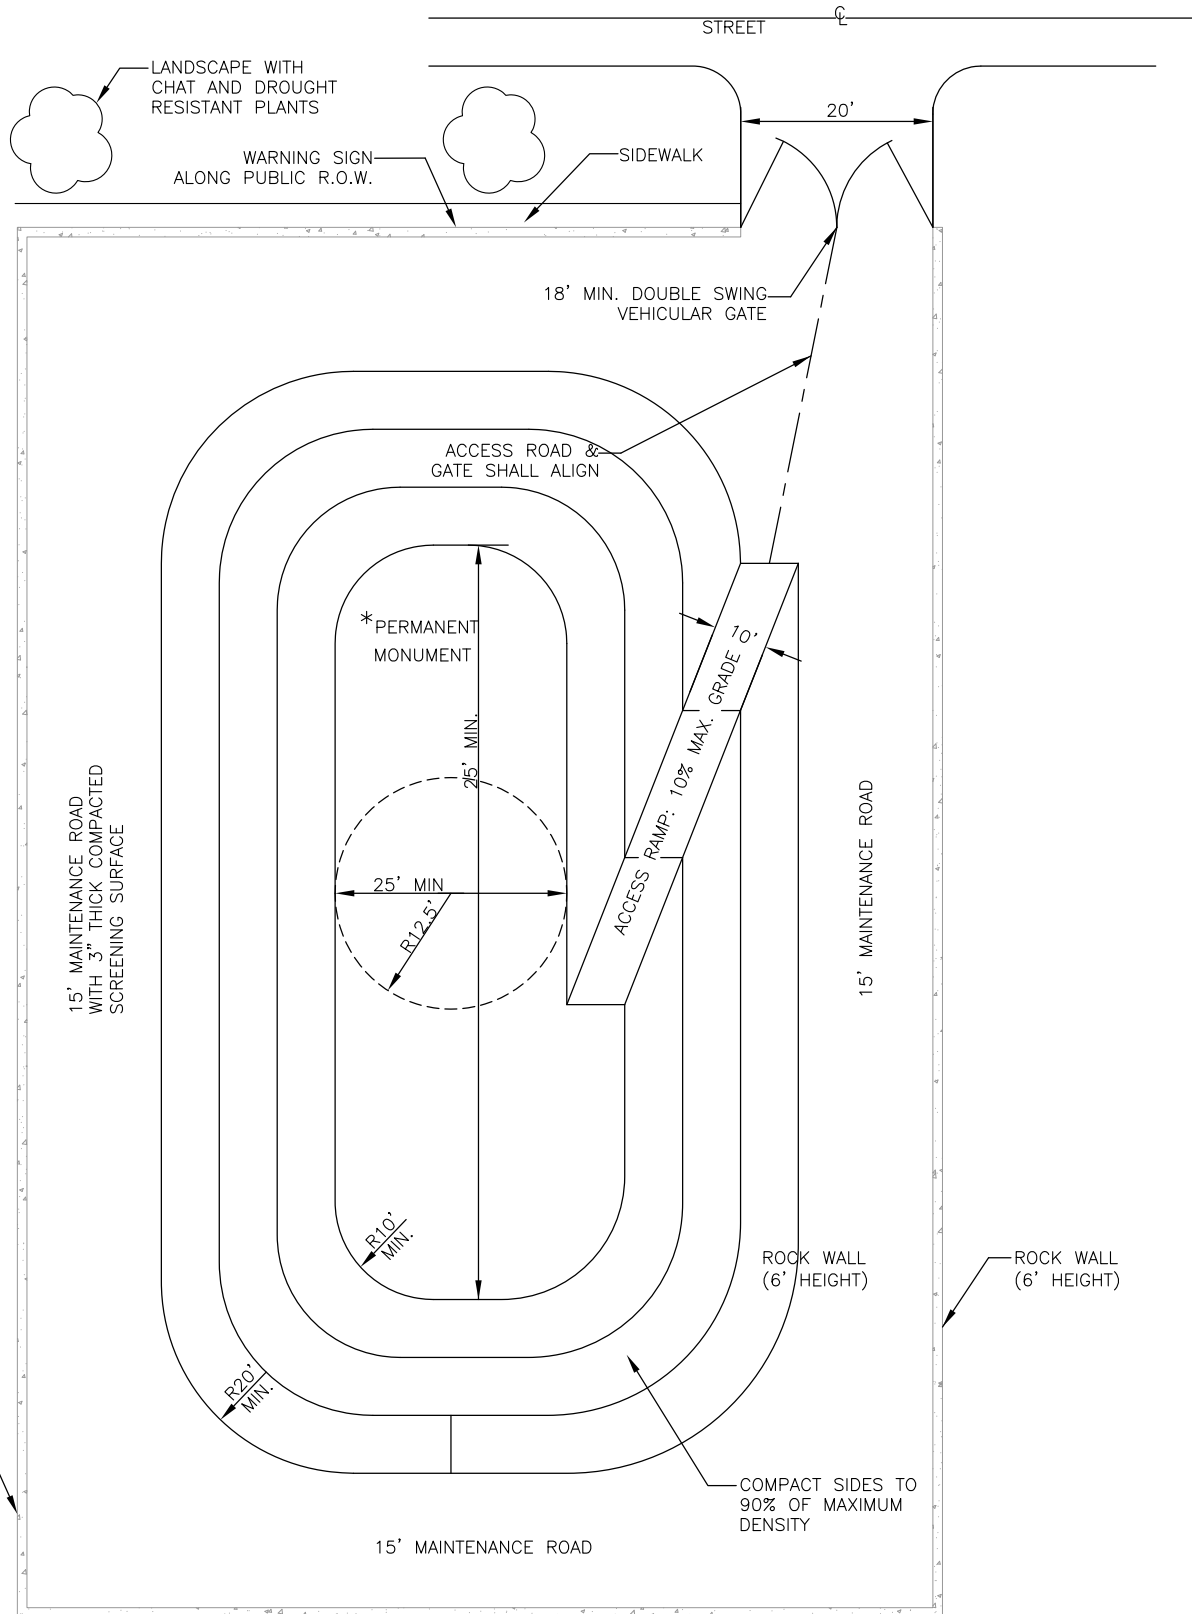 ℄
STREET
LANDSCAPE WITH
CHAT AND DROUGHT
RESISTANT PLANTS
20'
WARNING SIGN
ALONG PUBLIC R.O.W.
SIDEWALK
18' MIN. DOUBLE SWING
VEHICULAR GATE
ACCESS ROAD &
GATE SHALL ALIGN
*PERMANENT
MONUMENT
10'
ACCESS RAMP: 10% MAX. GRADE
25' MIN.
25' MIN
R12.5'
15' MAINTENANCE ROAD
WITH 3" THICK COMPACTED
SCREENING SURFACE
15' MAINTENANCE ROAD
R10'
MIN.
ROCK WALL
(6' HEIGHT)
ROCK WALL
(6' HEIGHT)
R20'
MIN.
COMPACT SIDES TO
90% OF MAXIMUM
DENSITY
15' MAINTENANCE ROAD